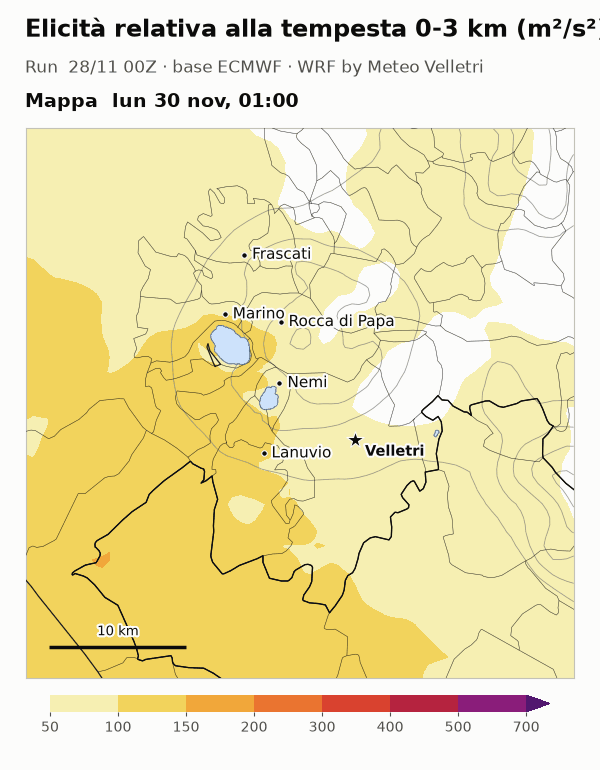 Elicità relativa alla tempesta 0-3 km (m²/s²)
Run  28/11 00Z · base ECMWF · WRF by Meteo Velletri
Mappa  lun 30 nov, 01:00
Frascati
Marino
Rocca di Papa
Nemi
Velletri
Lanuvio
10 km
50 100 150 200 300 400 500 700